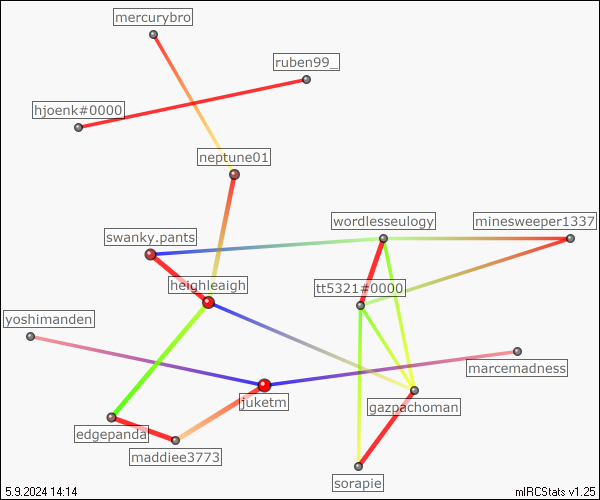 mercurybro
ruben99_
hjoenk#0000
neptune01
wordlesseulogy
minesweeper1337
swanky.pants
heighleaigh
tt5321#0000
yoshimanden
marcemadness
juketm
gazpachoman
edgepanda
maddiee3773
sorapie
5.9.2024 14:14
mIRCStats v1.25